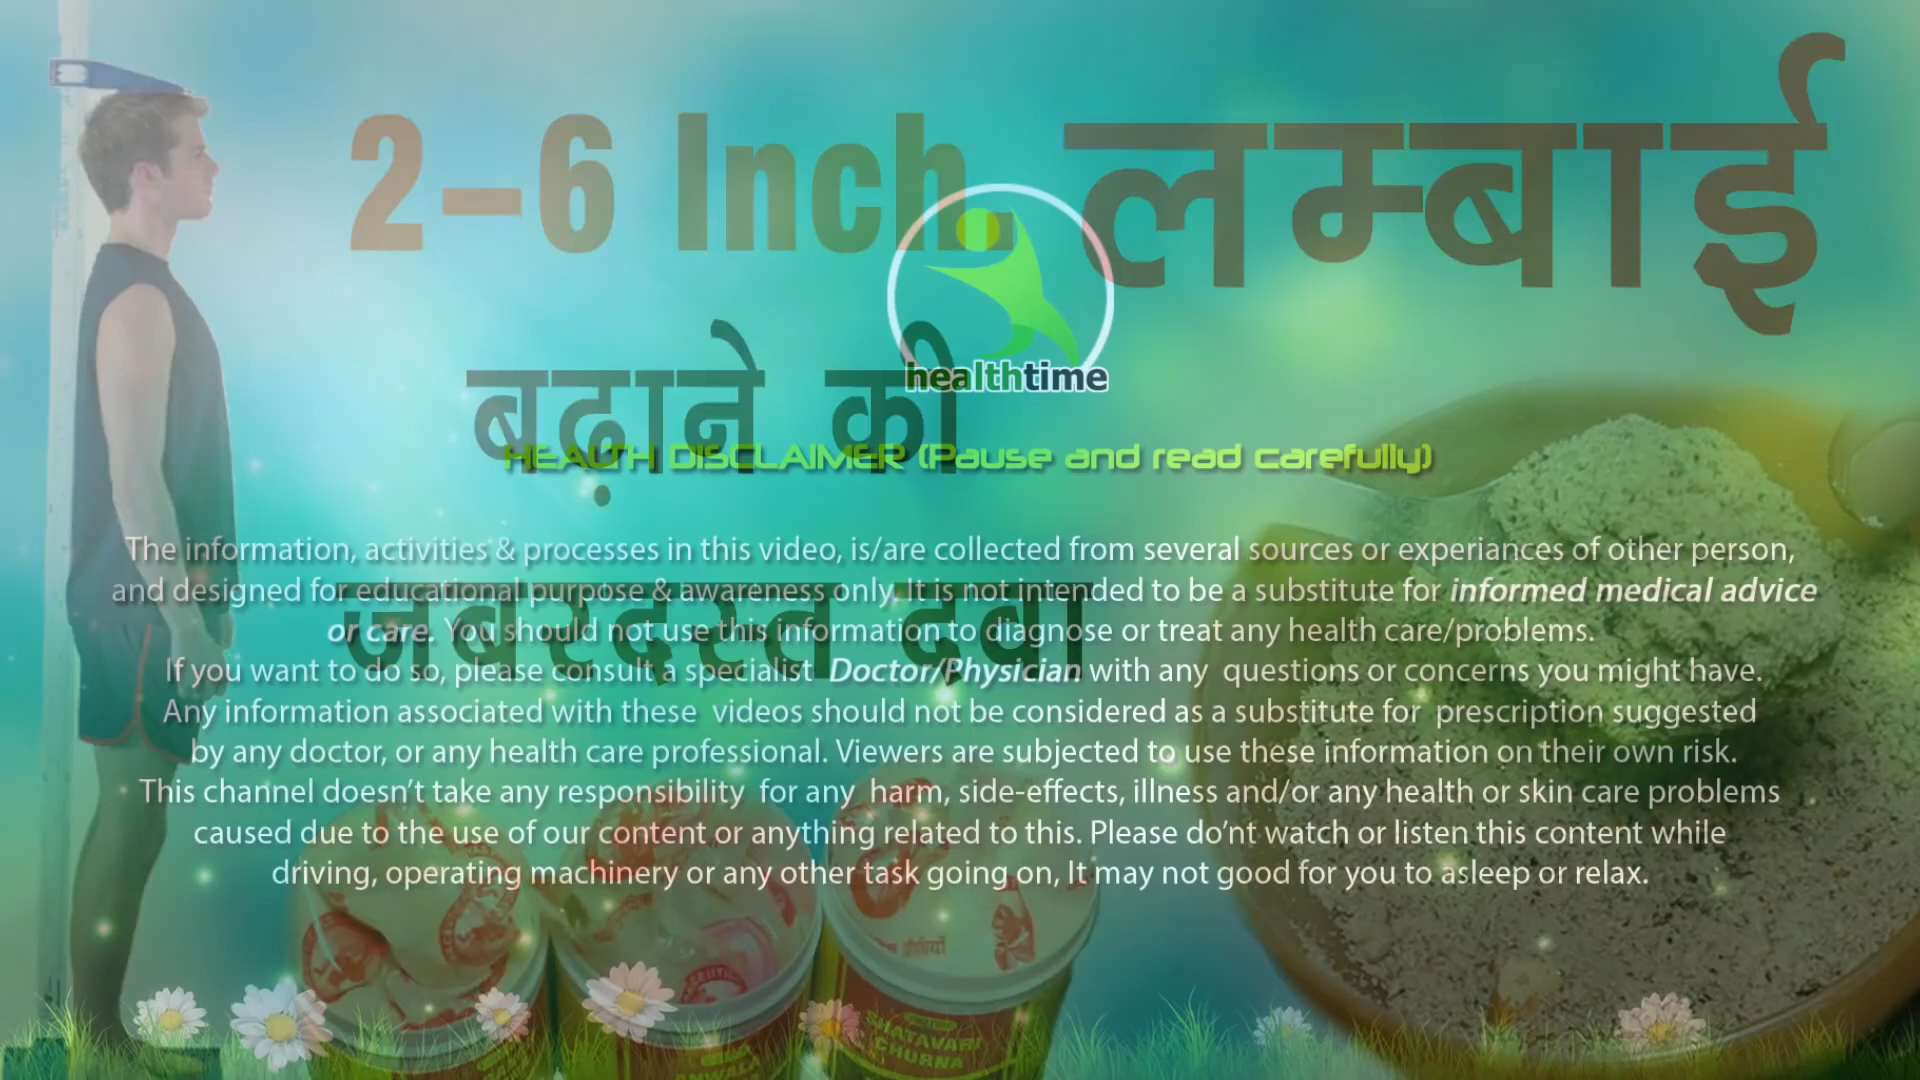 2-6 Inch. लम्बाई
healthtime
बढ़ाने की
HEALTH DISCLAIMER (Pause and read carefully)
The information, activities & processes in this video, is/are collected from several sources or experiances of other person,
and designed for educational purpose & awareness only. It is not intended to be a substitute for informed medical advice
or care. You should not use this information to diagnose or treat any health care/problems.
जबरदस्त दवा
If you want to do so, please consult a specialist Doctor/Physician with any questions or concerns you might have.
Any information associated with these videos should not be considered as a substitute for prescription suggested
by any doctor, or any health care professional. Viewers are subjected to use these information on their own risk.
This channel doesn't take any responsibility for any harm, side-effects, illness and/or any health or skin care problems
caused due to the use of our content or anything related to this. Please do'nt watch or listen this content while
driving, operating machinery or any other task going on, It may not good for you to asleep or relax.
SHATAVARI
CHURNA